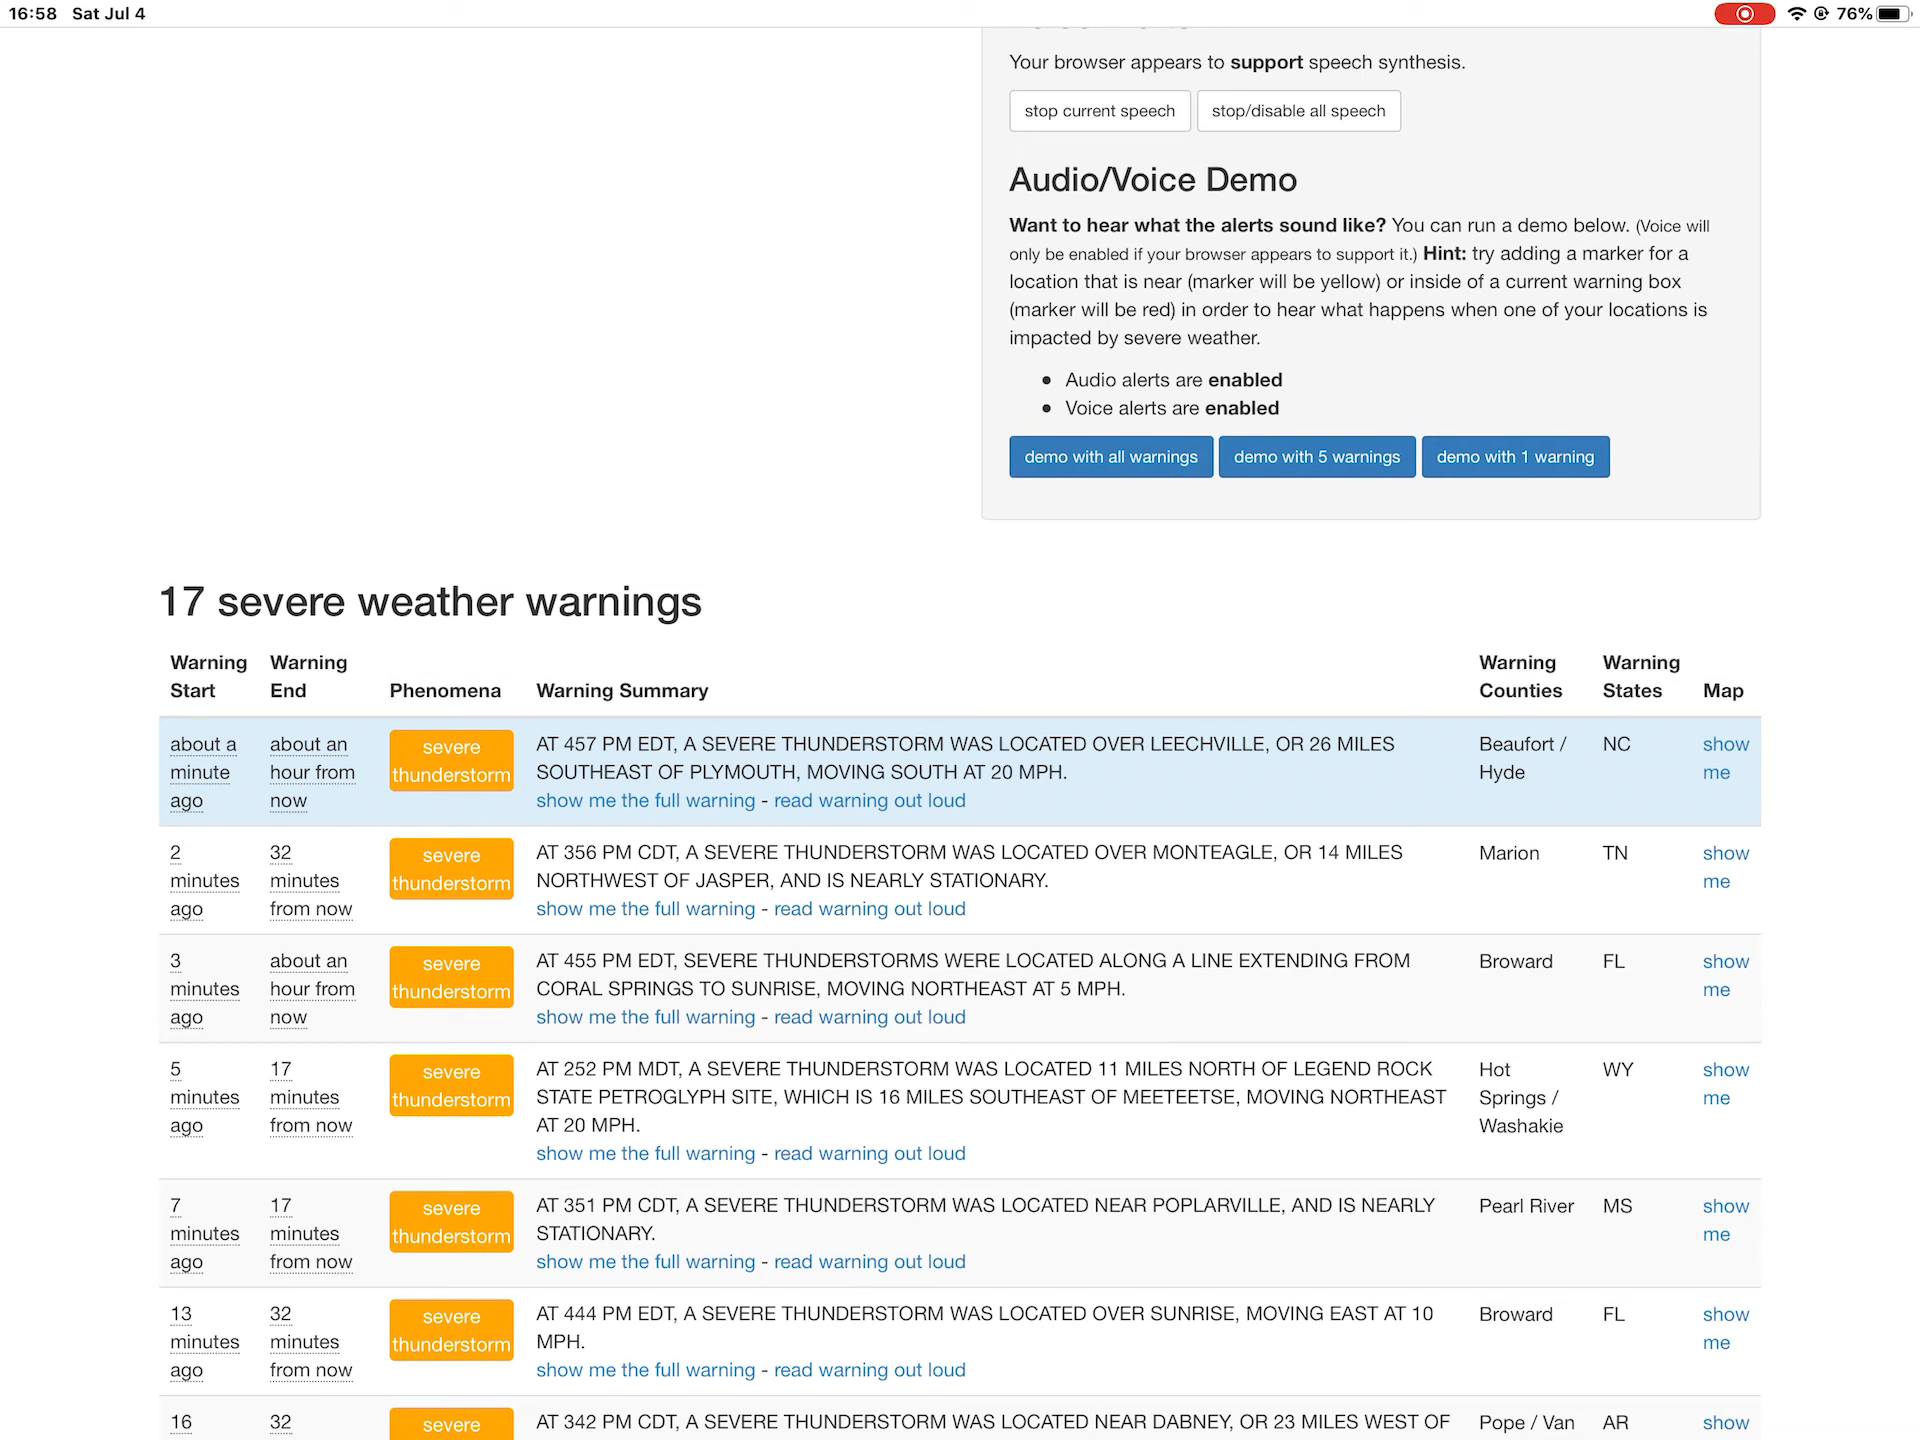 16:58 Sat Jul 4
76%
Your browser appears to support speech synthesis.
stop current speech
stop/disable all speech
Audio/Voice Demo
Want to hear what the alerts sound like? You can run a demo below. (Voice will
only be enabled if your browser appears to support it.) Hint: try adding a marker for a
location that is near (marker will be yellow) or inside of a current warning box
(marker will be red) in order to hear what happens when one of your locations is
impacted by severe weather.
• Audio alerts are enabled
• Voice alerts are enabled
demo with all warnings
demo with 5 warnings
demo with 1 warning
17 severe weather warnings
Warning
Start
Warning
End
Phenomena
Warning Summary
Warning
Counties
Warning
States
Map
about a
minute
ago
about an
hour from
now
severe
thunderstorm
AT 457 PM EDT, A SEVERE THUNDERSTORM WAS LOCATED OVER LEECHVILLE, OR 26 MILES
SOUTHEAST OF PLYMOUTH, MOVING SOUTH AT 20 MPH.
show me the full warning - read warning out loud
Beaufort /
Hyde
NC
show
me
2
minutes
ago
32
minutes
from now
severe
thunderstorm
AT 356 PM CDT, A SEVERE THUNDERSTORM WAS LOCATED OVER MONTEAGLE, OR 14 MILES
NORTHWEST OF JASPER, AND IS NEARLY STATIONARY.
show me the full warning - read warning out loud
Marion
TN
show
me
3
minutes
ago
about an
hour from
now
severe
thunderstorm
AT 455 PM EDT, SEVERE THUNDERSTORMS WERE LOCATED ALONG A LINE EXTENDING FROM
CORAL SPRINGS TO SUNRISE, MOVING NORTHEAST AT 5 MPH.
show me the full warning - read warning out loud
Broward
FL
show
me
5
minutes
ago
17
minutes
from now
severe
thunderstorm
AT 252 PM MDT, A SEVERE THUNDERSTORM WAS LOCATED 11 MILES NORTH OF LEGEND ROCK
STATE PETROGLYPH SITE, WHICH IS 16 MILES SOUTHEAST OF MEETEETSE, MOVING NORTHEAST
AT 20 MPH.
show me the full warning - read warning out loud
Hot
Springs /
Washakie
WY
show
me
7
minutes
ago
17
minutes
from now
severe
thunderstorm
AT 351 PM CDT, A SEVERE THUNDERSTORM WAS LOCATED NEAR POPLARVILLE, AND IS NEARLY
STATIONARY.
show me the full warning - read warning out loud
Pearl River
MS
show
me
13
minutes
ago
32
minutes
from now
severe
thunderstorm
AT 444 PM EDT, A SEVERE THUNDERSTORM WAS LOCATED OVER SUNRISE, MOVING EAST AT 10
MPH.
show me the full warning - read warning out loud
Broward
FL
show
me
16
32
severe
AT 342 PM CDT, A SEVERE THUNDERSTORM WAS LOCATED NEAR DABNEY, OR 23 MILES WEST OF
Pope / Van
AR
show